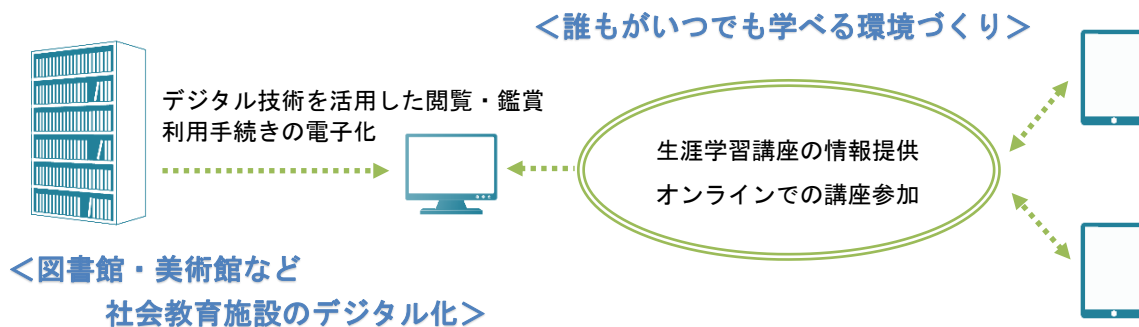 ＜誰もがいつでも学べる環境づくり＞
デジタル技術を活用した閲覧・鑑賞
利用手続きの電子化
生涯学習講座の情報提供
オンラインでの講座参加
＜図書館・美術館など
社会教育施設のデジタル化＞